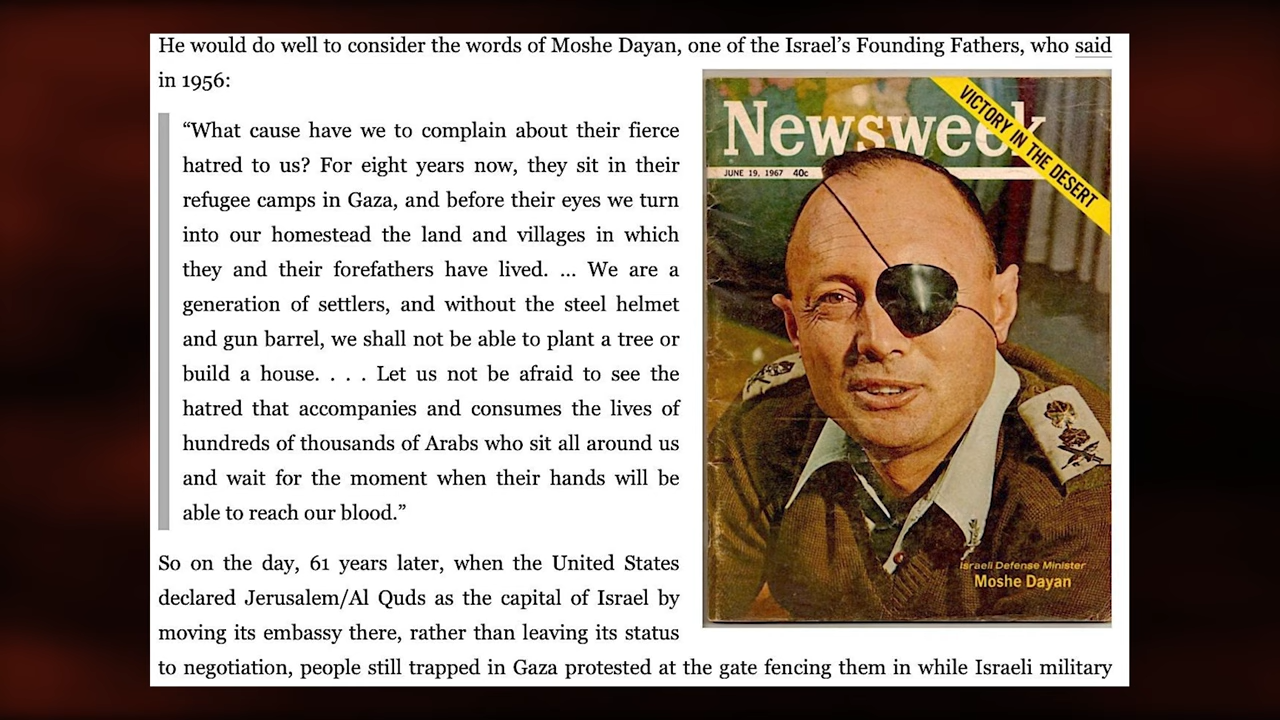 He would do well to consider the words of Moshe Dayan, one of the Israel’s Founding Fathers, who said
in 1956:
“What cause have we to complain about their fierce
hatred to us? For eight years now, they sit in their
refugee camps in Gaza, and before their eyes we turn
into our homestead the land and villages in which
they and their forefathers have lived. ... We are a
generation of settlers, and without the steel helmet
and gun barrel, we shall not be able to plant a tree or
build a house. . . . Let us not be afraid to see the
hatred that accompanies and consumes the lives of
hundreds of thousands of Arabs who sit all around us
and wait for the moment when their hands will be
able to reach our blood.”
So on the day, 61 years later, when the United States
declared Jerusalem/Al Quds as the capital of Israel by
moving its embassy there, rather than leaving its status
to negotiation, people still trapped in Gaza protested at the gate fencing them in while Israeli military
VICTORY IN THE DESERT
Newsweek
JUNE 19, 1967 40c
Israeli Defense Minister
Moshe Dayan